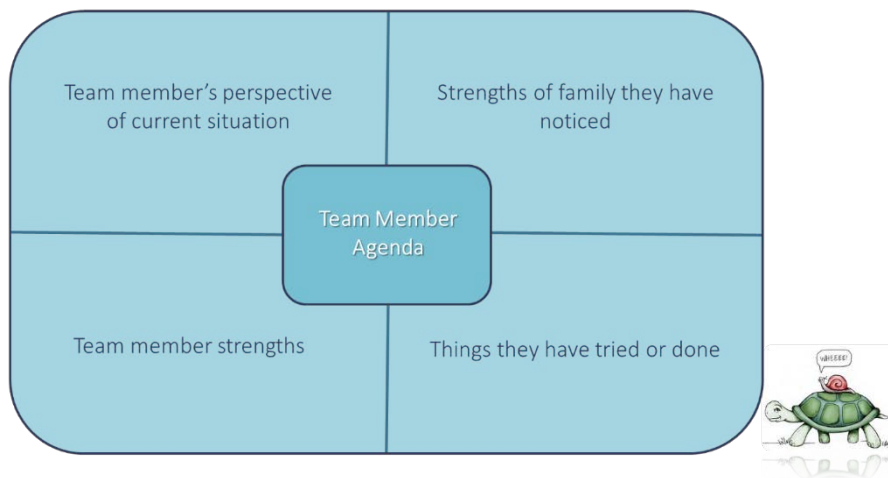 Team member’s perspective
of current situation
Strengths of family they have
noticed
Team Member
Agenda
Team member strengths
Things they have tried or done
WHEEEE!